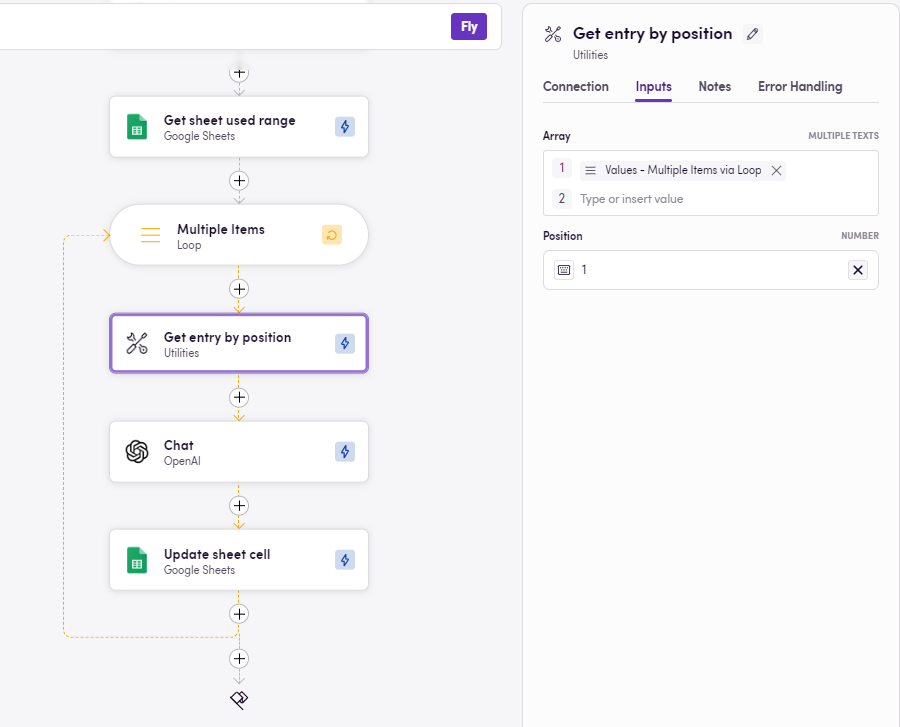 Fly
Get sheet used range
Google Sheets
Multiple Items
Loop
Get entry by position
Utilities
Chat
OpenAI
Update sheet cell
Google Sheets
Get entry by position
Utilities
Connection Inputs Notes Error Handling
Array MULTIPLE TEXTS
1 Values - Multiple Items via Loop
2 Type or insert value
Position NUMBER
1